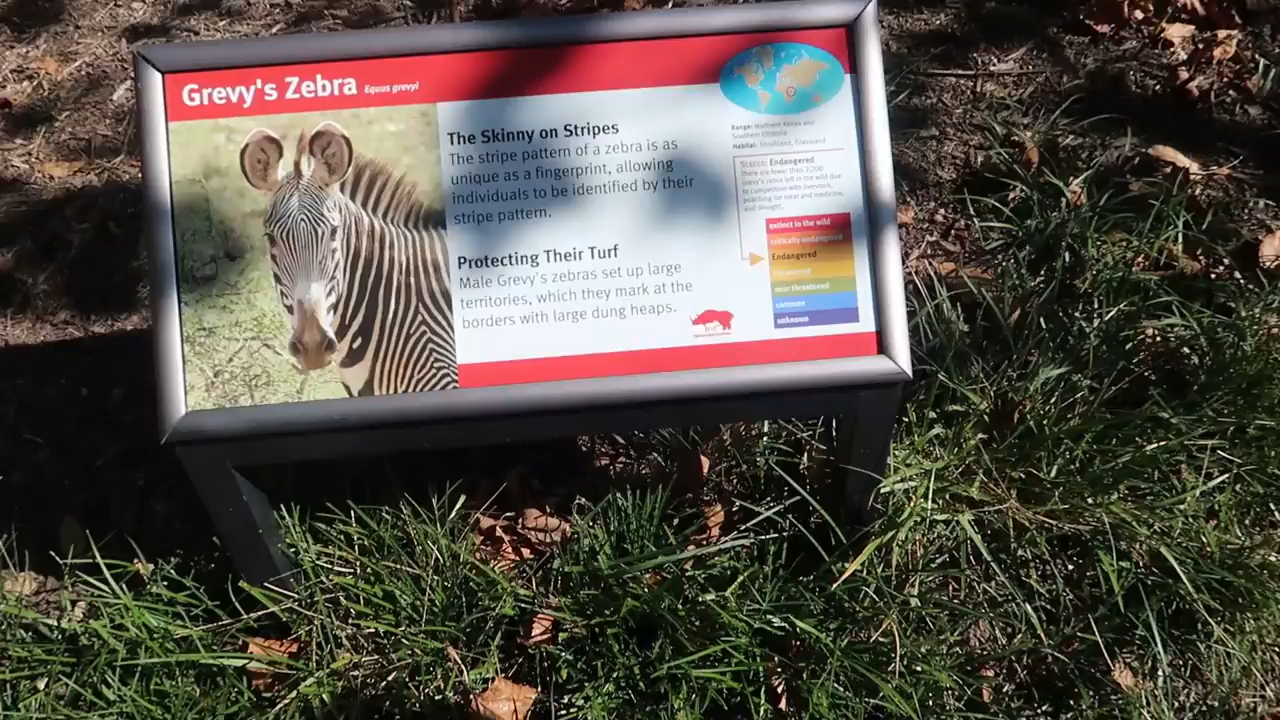 Grevy's Zebra Equus grevyi
The Skinny on Stripes
The stripe pattern of a zebra is as
unique as a fingerprint, allowing
individuals to be identified by their
stripe pattern.
Protecting Their Turf
Male Grevy's zebras set up large
territories, which they mark at the
borders with large dung heaps.
Range: Northern Kenya and
Southern Ethiopia
Habitat: Shrubland, Grassland
Status: Endangered
There are fewer than
Grevy's zebra left in the wild due
to competition with livestock,
poaching for meat and medicine,
and drought.
extinct in the wild
critically endangered
Endangered
threatened
near threatened
common
unknown